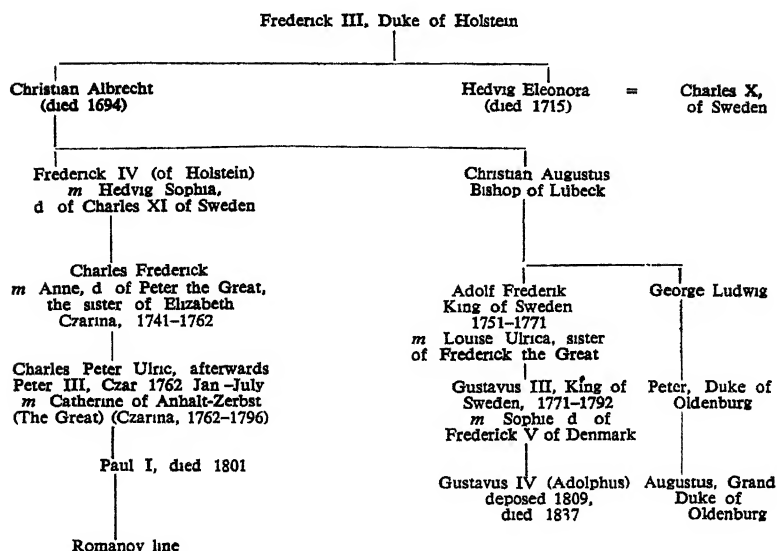 Frederick III, Duke of Holstein
Christian Albrecht
(died 1694)
Hedvig Eleonora
(died 1715)
=
Charles X,
of Sweden
Frederick IV (of Holstein)
m Hedvig Sophia,
d of Charles XI of Sweden
Christian Augustus
Bishop of Lübeck
Charles Frederick
m Anne, d of Peter the Great,
the sister of Elizabeth
Czarina, 1741–1762
Adolf Frederik
King of Sweden
1751–1771
m Louise Ulrica, sister
of Frederick the Great
George Ludwig
Charles Peter Ulric, afterwards
Peter III, Czar 1762 Jan–July
m Catherine of Anhalt-Zerbst
(The Great) (Czarina, 1762–1796)
Gustavus III, King of
Sweden, 1771–1792
m Sophie d of
Frederick V of Denmark
Peter, Duke of
Oldenburg
Paul I, died 1801
Gustavus IV (Adolphus)
deposed 1809,
died 1837
Augustus, Grand
Duke of
Oldenburg
Romanov line